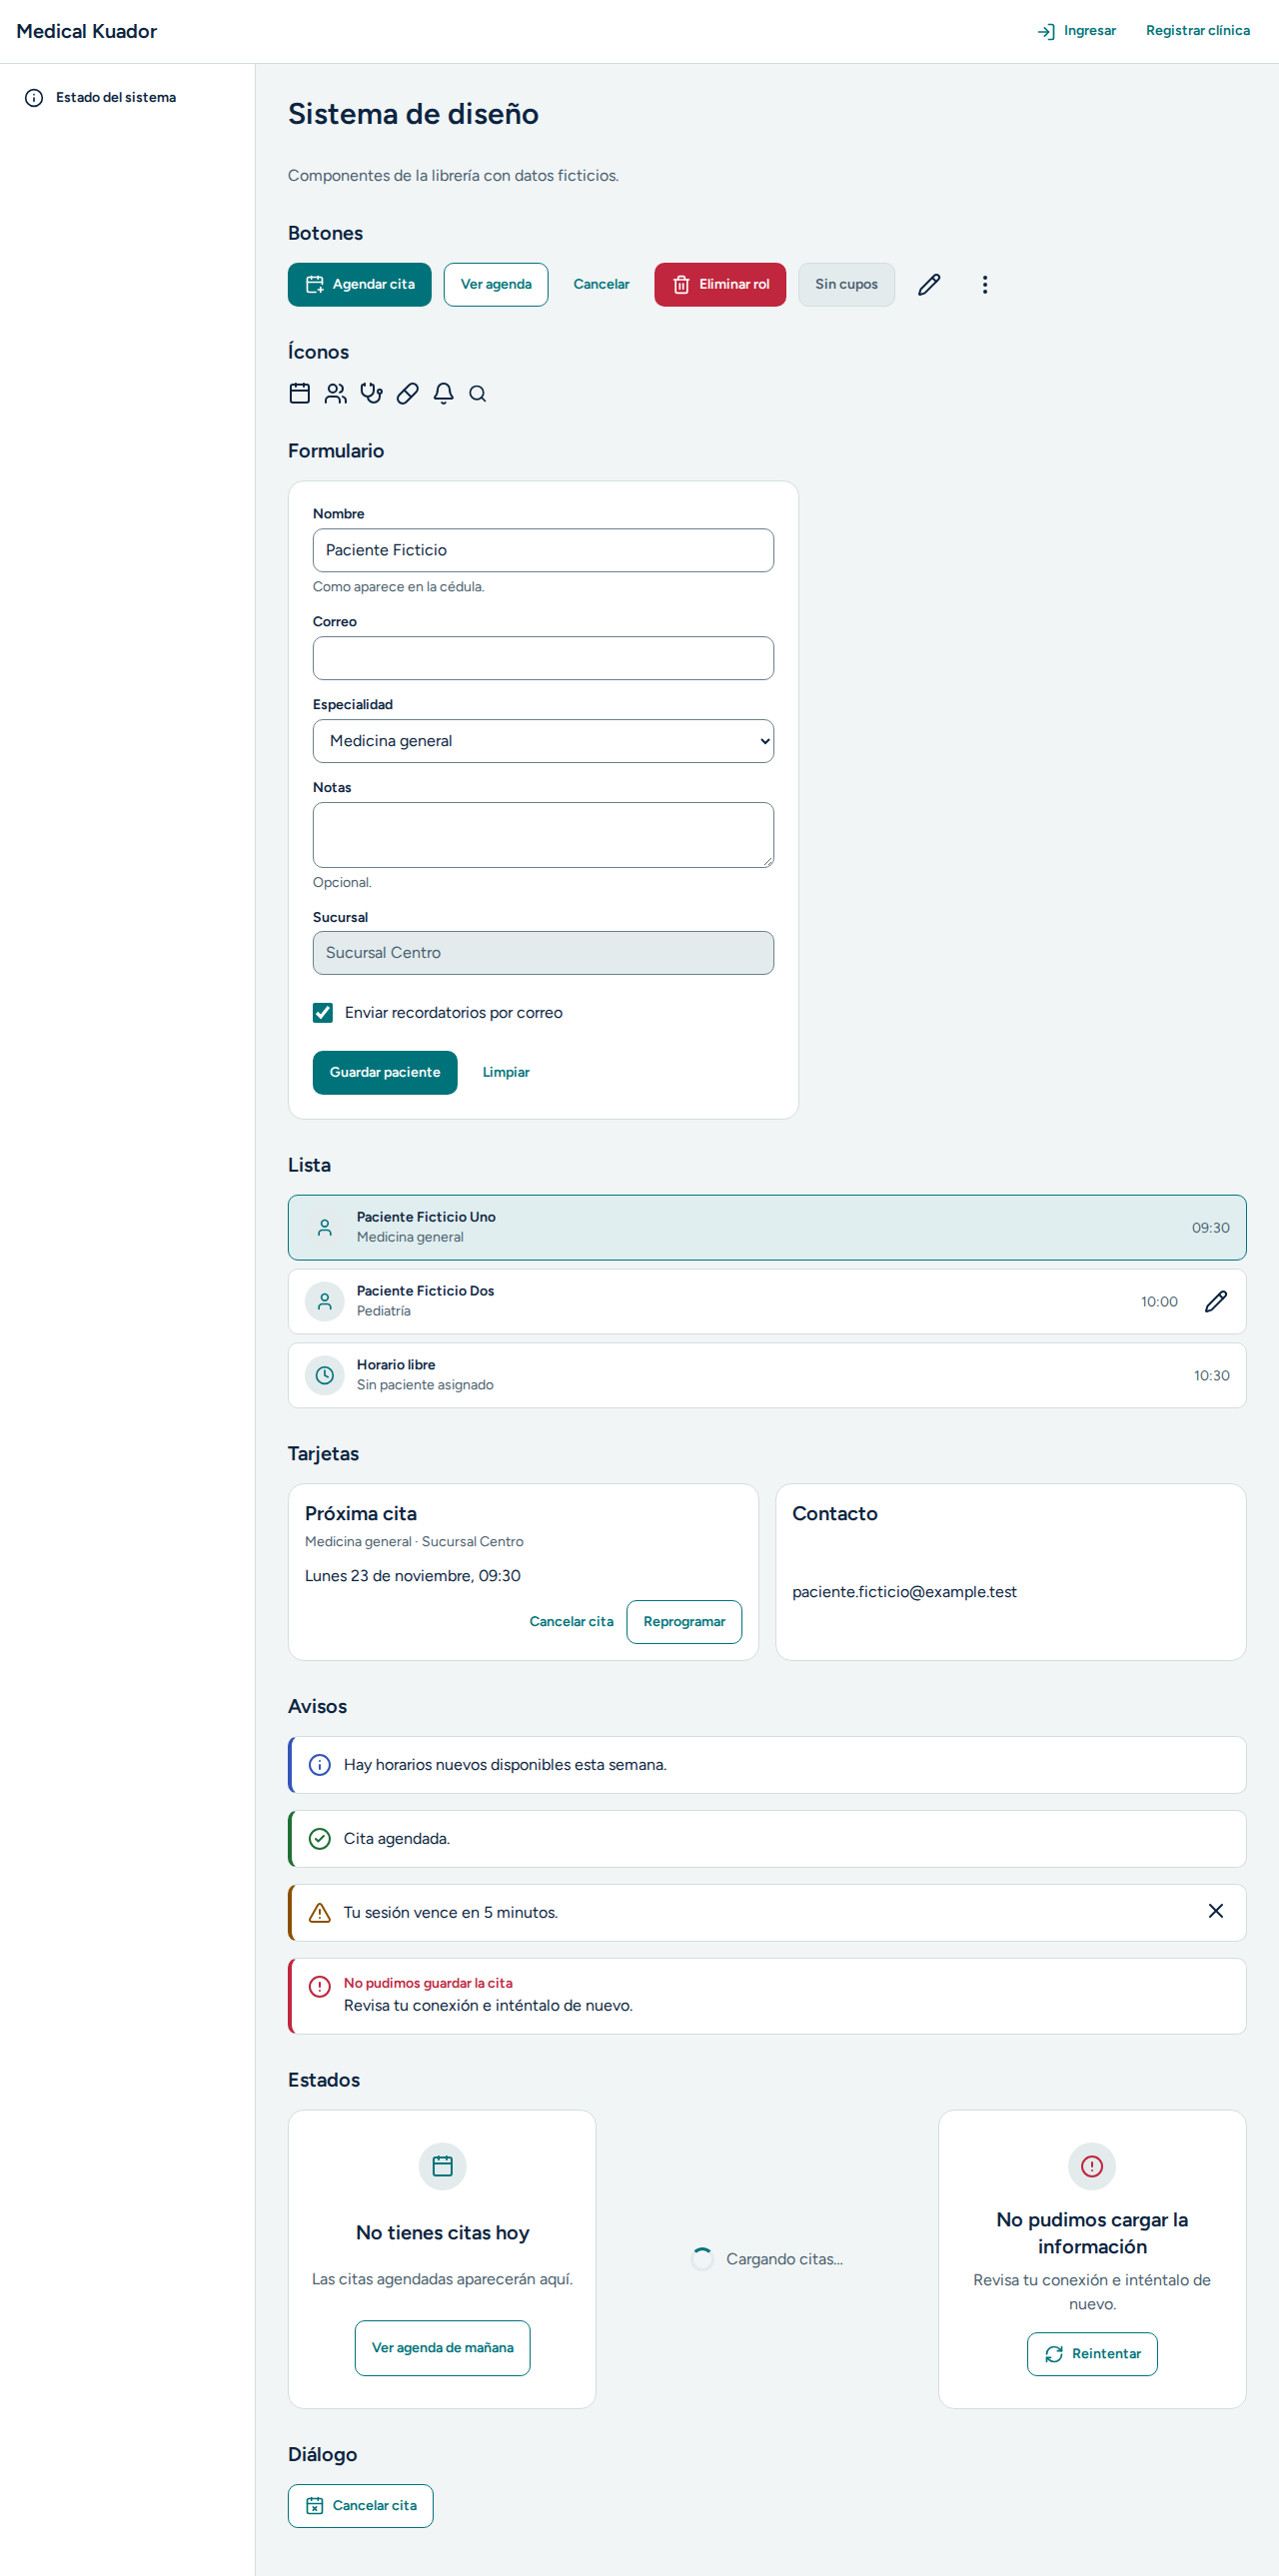 Medical Kuador
Ingresar
Registrar clínica
Estado del sistema
Sistema de diseño
Componentes de la librería con datos ficticios.
Botones
Agendar cita
Ver agenda
Cancelar
Eliminar rol
Sin cupos
Íconos
Formulario
Nombre
Paciente Ficticio
Como aparece en la cédula.
Correo
Especialidad
Medicina general
Notas
Opcional.
Sucursal
Sucursal Centro
Enviar recordatorios por correo
Guardar paciente
Limpiar
Lista
Paciente Ficticio Uno
Medicina general
09:30
Paciente Ficticio Dos
Pediatría
10:00
Horario libre
Sin paciente asignado
10:30
Tarjetas
Próxima cita
Medicina general · Sucursal Centro
Lunes 23 de noviembre, 09:30
Cancelar cita
Reprogramar
Contacto
paciente.ficticio@example.test
Avisos
Hay horarios nuevos disponibles esta semana.
Cita agendada.
Tu sesión vence en 5 minutos.
No pudimos guardar la cita
Revisa tu conexión e inténtalo de nuevo.
Estados
No tienes citas hoy
Las citas agendadas aparecerán aquí.
Ver agenda de mañana
Cargando citas...
No pudimos cargar la
información
Revisa tu conexión e inténtalo de
nuevo.
Reintentar
Diálogo
Cancelar cita